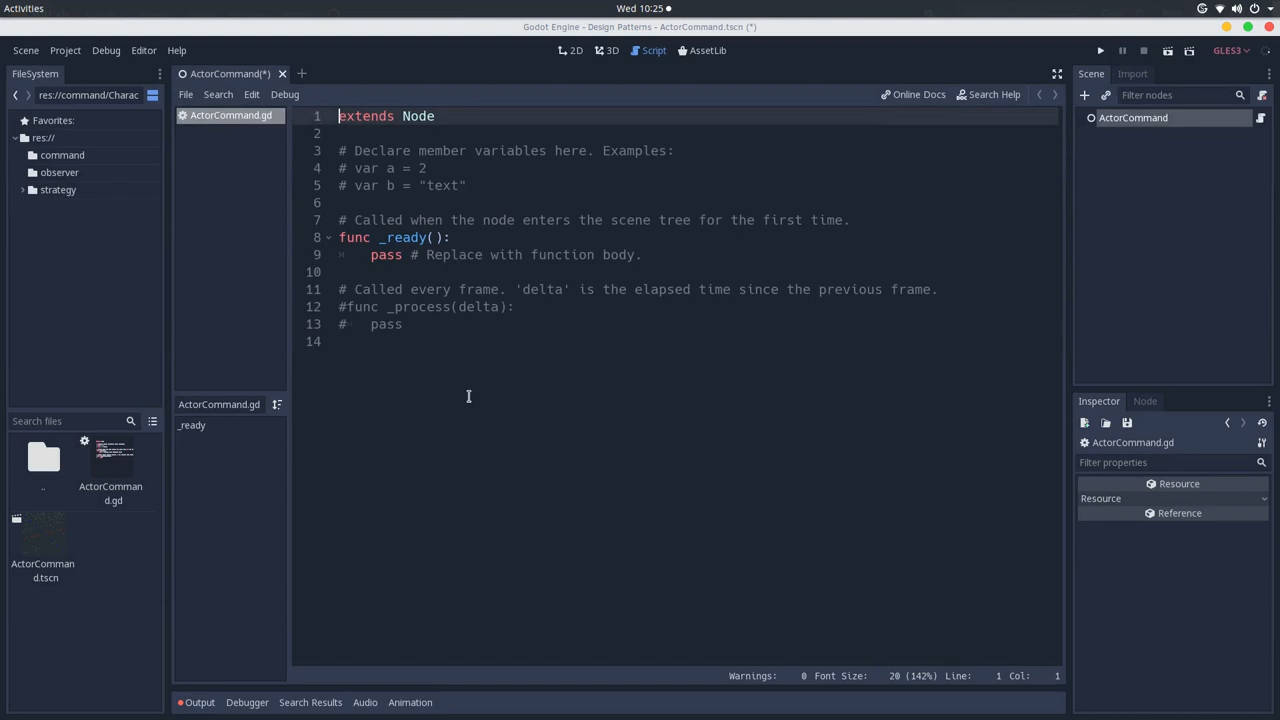 Activities
Wed 10:25
Godot Engine - Design Patterns - ActorCommand.tscn (*)
Scene Project Debug Editor Help
2D 3D Script AssetLib
GLES3
FileSystem
ActorCommand(*)
Scene Import
res://command/Charac
File Search Edit Debug
Online Docs Search Help
Filter nodes
Favorites:
res://
command
observer
strategy
ActorCommand.gd
ActorCommand
1 extends Node
2
3 # Declare member variables here. Examples:
4 # var a = 2
5 # var b = "text"
6
7 # Called when the node enters the scene tree for the first time.
8 func _ready():
9 pass # Replace with function body.
10
11 # Called every frame. 'delta' is the elapsed time since the previous frame.
12 #func _process(delta):
13 # pass
14
Search files
ActorCommand.gd
_ready
..
ActorComman
d.gd
ActorComman
d.tscn
Inspector Node
ActorCommand.gd
Filter properties
Resource
Resource
Reference
Warnings: 0 Font Size: 20 (142%) Line: 1 Col: 1
Output Debugger Search Results Audio Animation